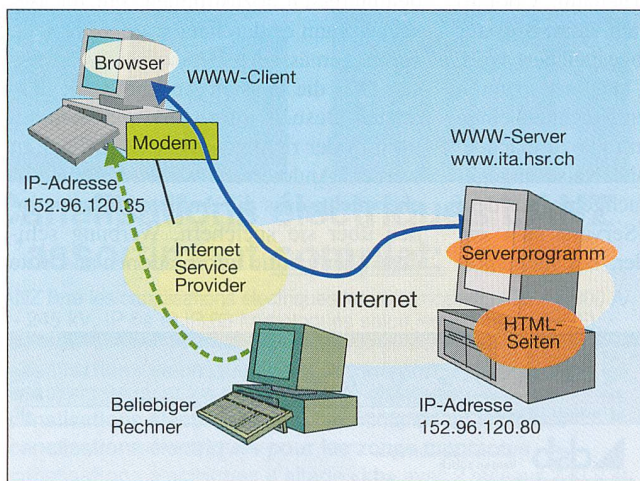 Browser
WWW-Client
Modem
IP-Adresse
152.96.120.85
Internet
Service
Provider
WWW-Server
www.ita.hsr.ch
Serverprogramm
HTML-
Seiten
Internet
Beliebiger
Rechner
IP-Adresse
152.96.120.80